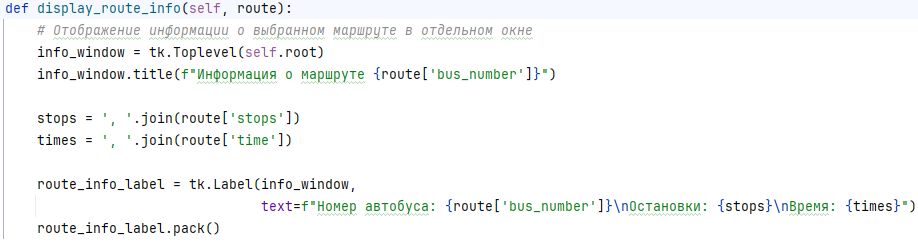 def display_route_info(self, route):
    # Отображение информации о выбранном маршруте в отдельном окне
    info_window = tk.Toplevel(self.root)
    info_window.title(f"Информация о маршруте {route['bus_number']}")

    stops = ', '.join(route['stops'])
    times = ', '.join(route['time'])

    route_info_label = tk.Label(info_window,
                                text=f"Номер автобуса: {route['bus_number']}\nОстановки: {stops}\nВремя: {times}")
    route_info_label.pack()